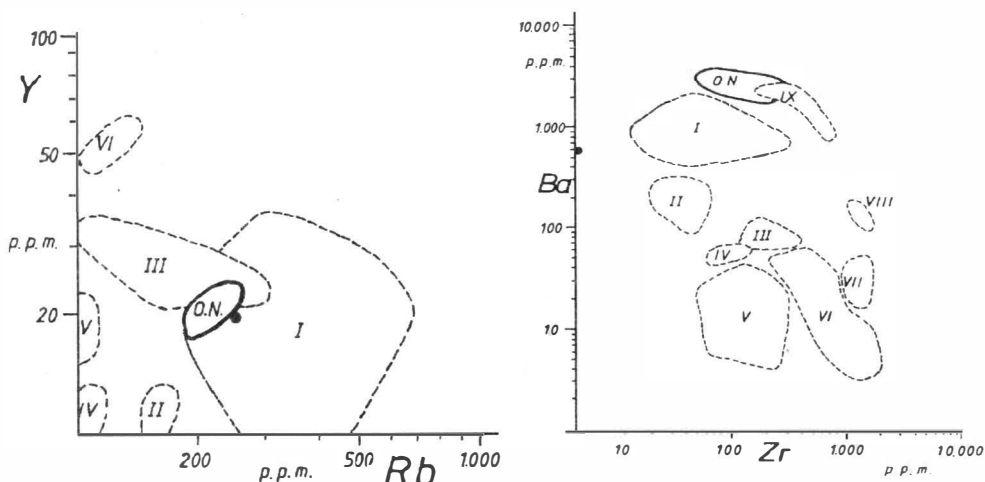 100
Y
50
p.p.m.
20
VI
III
O.N.
I
V
IV
II
200
500
1.000
p.p.m.
Rb
10.000
p.p.m.
1.000
Ba
100
10
O.N
IX
I
II
VIII
III
IV
VII
V
VI
10
100
Zr
1.000
10,000
p p.m.